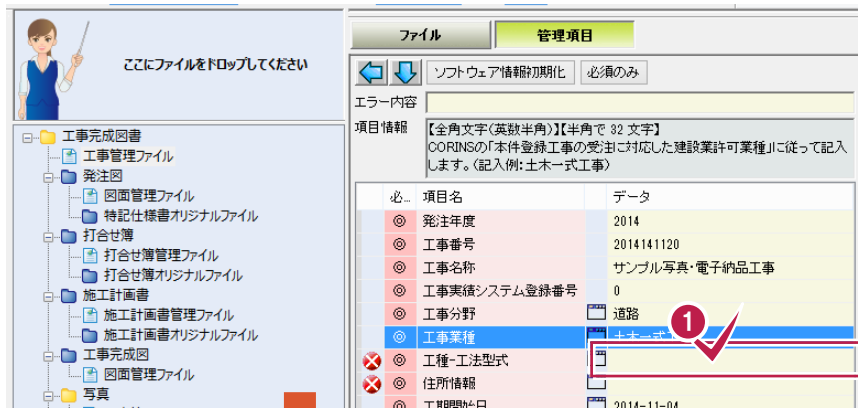 ここにファイルをドロップしてください
ファイル
管理項目
ソフトウェア情報初期化
必須のみ
エラー内容
項目情報
【全角文字(英数半角)】【半角で 32 文字】
CORINSの「本件登録工事の受注に対応した建設業許可業種」に従って記入
します。(記入例:土木一式工事)
工事完成図書
工事管理ファイル
発注図
図面管理ファイル
特記仕様書オリジナルファイル
打合せ簿
打合せ簿管理ファイル
打合せ簿オリジナルファイル
施工計画書
施工計画書管理ファイル
施工計画書オリジナルファイル
工事完成図
図面管理ファイル
写真
必... 項目名 データ
◎ 発注年度 2014
◎ 工事番号 2014141120
◎ 工事名称 サンプル写真・電子納品工事
◎ 工事実績システム登録番号 0
◎ 工事分野 道路
◎ 工事業種 土木一式
1
◎ 工種-工法型式
◎ 住所情報
◎ 工期開始日 2014-11-04